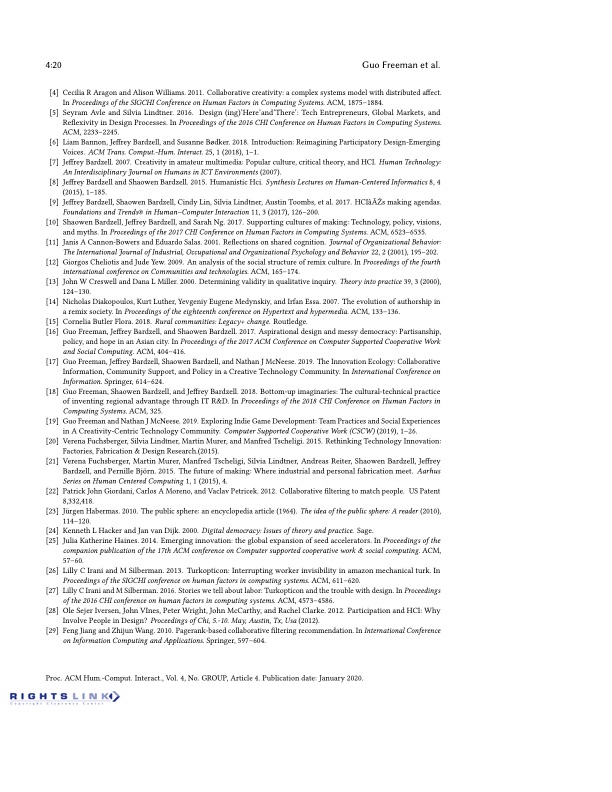 4:20 Guo Freeman et al.
[4] Cecilia R Aragon and Alison Williams. 2011. Collaborative creativity: a complex systems model with distributed affect.
In Proceedings of the SIGCHI Conference on Human Factors in Computing Systems. ACM, 1875–1884.
[5] Seyram Avle and Silvia Lindtner. 2016. Design (ing)'Here'and'There': Tech Entrepreneurs, Global Markets, and
Reflexivity in Design Processes. In Proceedings of the 2016 CHI Conference on Human Factors in Computing Systems.
ACM, 2233–2245.
[6] Liam Bannon, Jeffrey Bardzell, and Susanne Bødker. 2018. Introduction: Reimagining Participatory Design-Emerging
Voices. ACM Trans. Comput.-Hum. Interact. 25, 1 (2018), 1–1.
[7] Jeffrey Bardzell. 2007. Creativity in amateur multimedia: Popular culture, critical theory, and HCI. Human Technology:
An Interdisciplinary Journal on Humans in ICT Environments (2007).
[8] Jeffrey Bardzell and Shaowen Bardzell. 2015. Humanistic Hci. Synthesis Lectures on Human-Centered Informatics 8, 4
(2015), 1–185.
[9] Jeffrey Bardzell, Shaowen Bardzell, Cindy Lin, Silvia Lindtner, Austin Toombs, et al. 2017. HCIâĂŹs making agendas.
Foundations and Trends® in Human–Computer Interaction 11, 3 (2017), 126–200.
[10] Shaowen Bardzell, Jeffrey Bardzell, and Sarah Ng. 2017. Supporting cultures of making: Technology, policy, visions,
and myths. In Proceedings of the 2017 CHI Conference on Human Factors in Computing Systems. ACM, 6523–6535.
[11] Janis A Cannon-Bowers and Eduardo Salas. 2001. Reflections on shared cognition. Journal of Organizational Behavior:
The International Journal of Industrial, Occupational and Organizational Psychology and Behavior 22, 2 (2001), 195–202.
[12] Giorgos Cheliotis and Jude Yew. 2009. An analysis of the social structure of remix culture. In Proceedings of the fourth
international conference on Communities and technologies. ACM, 165–174.
[13] John W Creswell and Dana L Miller. 2000. Determining validity in qualitative inquiry. Theory into practice 39, 3 (2000),
124–130.
[14] Nicholas Diakopoulos, Kurt Luther, Yevgeniy Eugene Medynskiy, and Irfan Essa. 2007. The evolution of authorship in
a remix society. In Proceedings of the eighteenth conference on Hypertext and hypermedia. ACM, 133–136.
[15] Cornelia Butler Flora. 2018. Rural communities: Legacy+ change. Routledge.
[16] Guo Freeman, Jeffrey Bardzell, and Shaowen Bardzell. 2017. Aspirational design and messy democracy: Partisanship,
policy, and hope in an Asian city. In Proceedings of the 2017 ACM Conference on Computer Supported Cooperative Work
and Social Computing. ACM, 404–416.
[17] Guo Freeman, Jeffrey Bardzell, Shaowen Bardzell, and Nathan J McNeese. 2019. The Innovation Ecology: Collaborative
Information, Community Support, and Policy in a Creative Technology Community. In International Conference on
Information. Springer, 614–624.
[18] Guo Freeman, Shaowen Bardzell, and Jeffrey Bardzell. 2018. Bottom-up imaginaries: The cultural-technical practice
of inventing regional advantage through IT R&D. In Proceedings of the 2018 CHI Conference on Human Factors in
Computing Systems. ACM, 325.
[19] Guo Freeman and Nathan J McNeese. 2019. Exploring Indie Game Development: Team Practices and Social Experiences
in A Creativity-Centric Technology Community. Computer Supported Cooperative Work (CSCW) (2019), 1–26.
[20] Verena Fuchsberger, Silvia Lindtner, Martin Murer, and Manfred Tscheligi. 2015. Rethinking Technology Innovation:
Factories, Fabrication & Design Research.(2015).
[21] Verena Fuchsberger, Martin Murer, Manfred Tscheligi, Silvia Lindtner, Andreas Reiter, Shaowen Bardzell, Jeffrey
Bardzell, and Pernille Björn. 2015. The future of making: Where industrial and personal fabrication meet. Aarhus
Series on Human Centered Computing 1, 1 (2015), 4.
[22] Patrick John Giordani, Carlos A Moreno, and Vaclav Petricek. 2012. Collaborative filtering to match people. US Patent
8,332,418.
[23] Jürgen Habermas. 2010. The public sphere: an encyclopedia article (1964). The idea of the public sphere: A reader (2010),
114–120.
[24] Kenneth L Hacker and Jan van Dijk. 2000. Digital democracy: Issues of theory and practice. Sage.
[25] Julia Katherine Haines. 2014. Emerging innovation: the global expansion of seed accelerators. In Proceedings of the
companion publication of the 17th ACM conference on Computer supported cooperative work & social computing. ACM,
57–60.
[26] Lilly C Irani and M Silberman. 2013. Turkopticon: Interrupting worker invisibility in amazon mechanical turk. In
Proceedings of the SIGCHI conference on human factors in computing systems. ACM, 611–620.
[27] Lilly C Irani and M Silberman. 2016. Stories we tell about labor: Turkopticon and the trouble with design. In Proceedings
of the 2016 CHI conference on human factors in computing systems. ACM, 4573–4586.
[28] Ole Sejer Iversen, John VInes, Peter Wright, John McCarthy, and Rachel Clarke. 2012. Participation and HCI: Why
Involve People in Design? Proceedings of Chi, 5.-10. May, Austin, Tx, Usa (2012).
[29] Feng Jiang and Zhijun Wang. 2010. Pagerank-based collaborative filtering recommendation. In International Conference
on Information Computing and Applications. Springer, 597–604.
Proc. ACM Hum.-Comput. Interact., Vol. 4, No. GROUP, Article 4. Publication date: January 2020.
RIGHTSLINK
Copyright Clearance Center